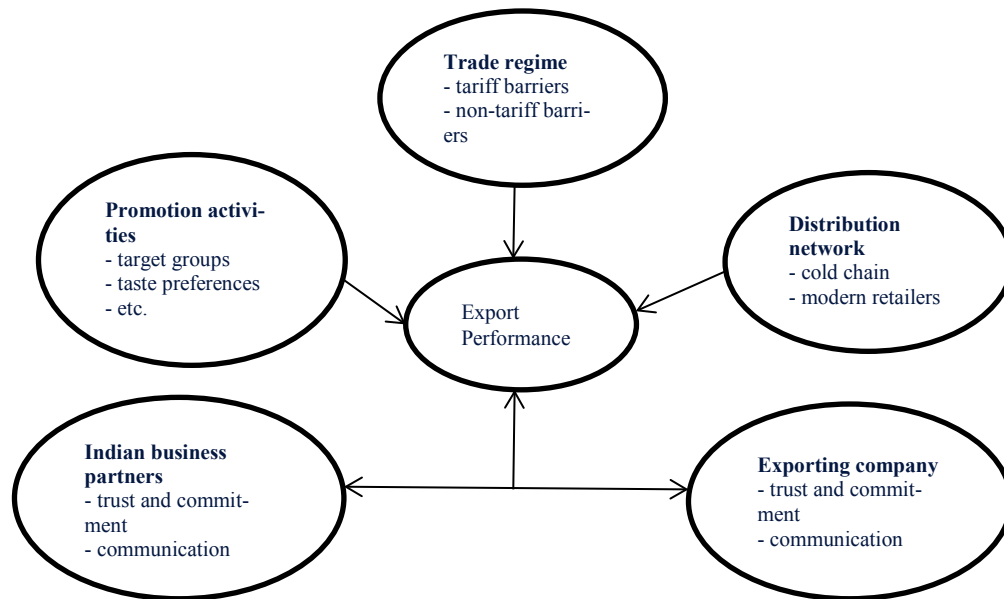 Trade regime
- tariff barriers
- non-tariff barri-
ers
Promotion activi-
ties
- target groups
- taste preferences
- etc.
Distribution
network
- cold chain
- modern retailers
Export
Performance
Indian business
partners
- trust and commit-
ment
- communication
Exporting company
- trust and commit-
ment
- communication